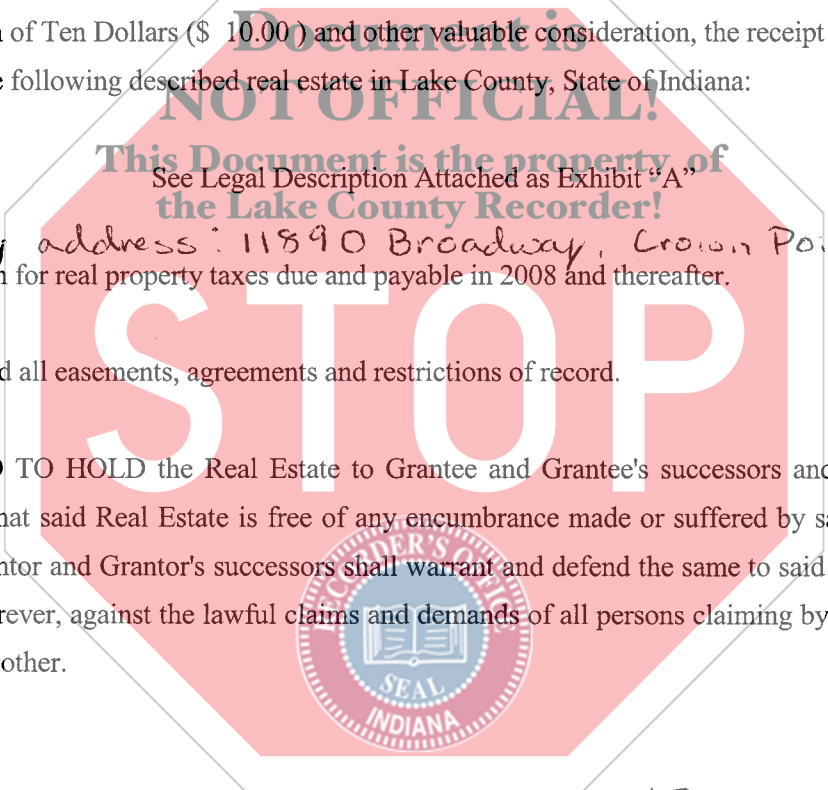 of Ten Dollars ($ 10.00 ) and other valuable consideration, the receipt
Document is
following described real estate in Lake County, State of Indiana:
NOT OFFICIAL!
This Document is the property of
See Legal Description Attached as Exhibit “A”
the Lake County Recorder!
address: 11890 Broadway, Crown Po
for real property taxes due and payable in 2008 and thereafter.
STOP
all easements, agreements and restrictions of record.
TO HOLD the Real Estate to Grantee and Grantee's successors and
hat said Real Estate is free of any encumbrance made or suffered by sa
ntor and Grantor's successors shall warrant and defend the same to said
rever, against the lawful claims and demands of all persons claiming by
other.
RECORDER'S OFFIC
SEAL
INDIANA